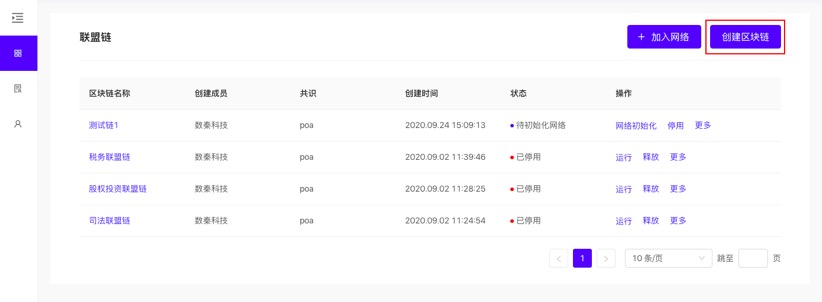 联盟链
+ 加入网络 创建区块链
区块链名称 创建成员 共识 创建时间 状态 操作
测试链1 数秦科技 poa 2020.09.24 15:09:13 待初始化网络 网络初始化 停用 更多
税务联盟链 数秦科技 poa 2020.09.02 11:39:46 已停用 运行 释放 更多
股权投资联盟链 数秦科技 poa 2020.09.02 11:28:25 已停用 运行 释放 更多
司法联盟链 数秦科技 poa 2020.09.02 11:24:54 已停用 运行 释放 更多
< 1 > 10 条/页 跳至 页